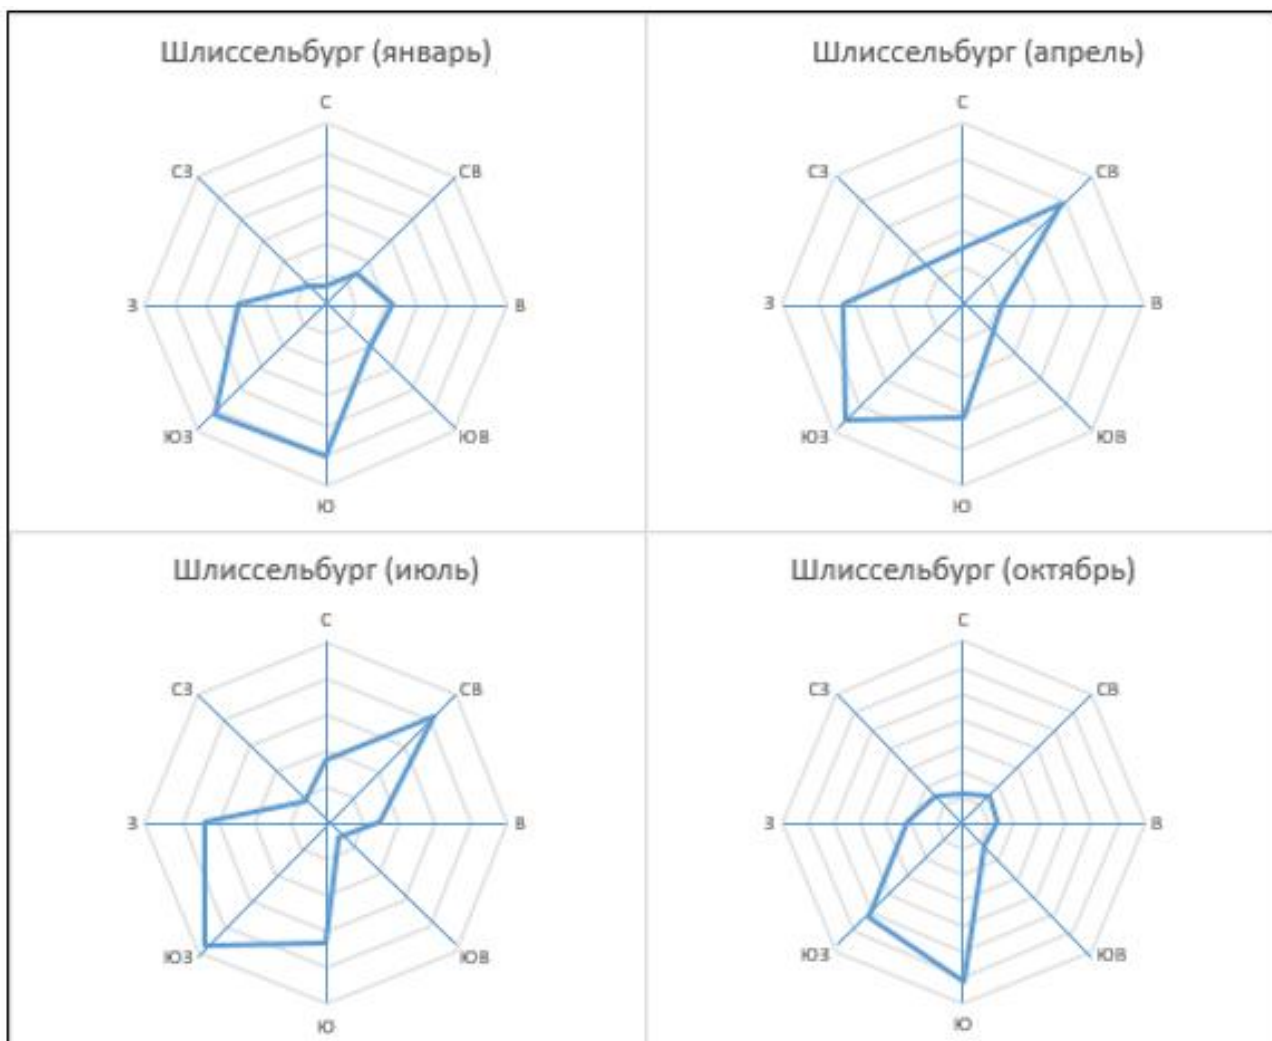 Шлиссельбург (январь)
С
СЗ
СВ
З
В
ЮЗ
ЮВ
Ю
Шлиссельбург (апрель)
С
СЗ
СВ
З
В
ЮЗ
ЮВ
Ю
Шлиссельбург (июль)
С
СЗ
СВ
З
В
ЮЗ
ЮВ
Ю
Шлиссельбург (октябрь)
С
СЗ
СВ
З
В
ЮЗ
ЮВ
Ю